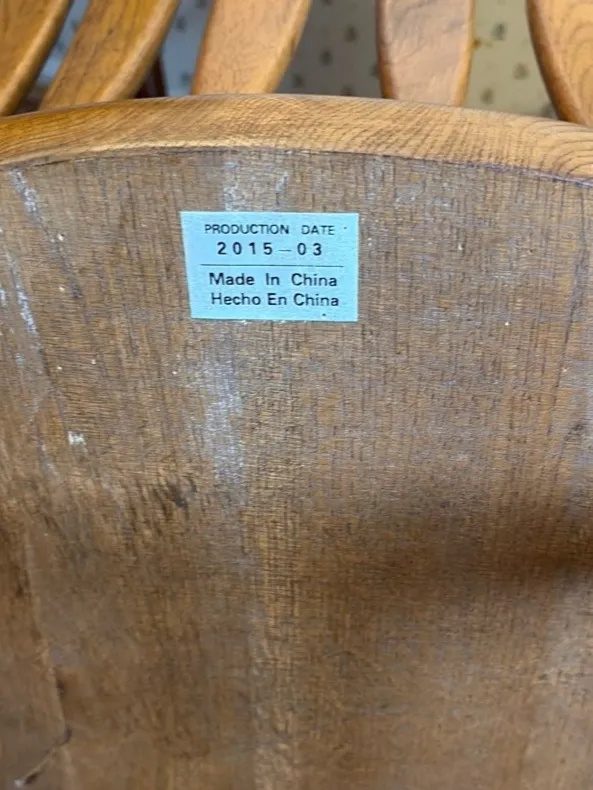 PRODUCTION DATE
2015-03
Made In China
Hecho En China